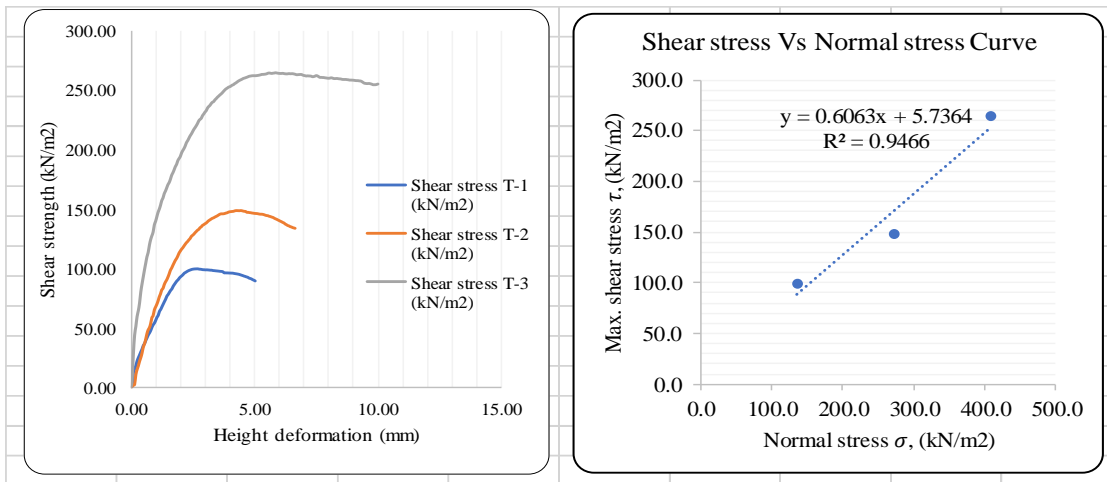 300.00
250.00
200.00
150.00
100.00
50.00
0.00
Shear strength (kN/m2)
0.00 5.00 10.00 15.00
Height deformation (mm)
Shear stress T-1
(kN/m2)
Shear stress T-2
(kN/m2)
Shear stress T-3
(kN/m2)
Shear stress Vs Normal stress Curve
300.0
250.0
200.0
150.0
100.0
50.0
0.0
Max. shear stress τ, (kN/m2)
y = 0.6063x + 5.7364
R² = 0.9466
0.0 100.0 200.0 300.0 400.0 500.0
Normal stress σ, (kN/m2)